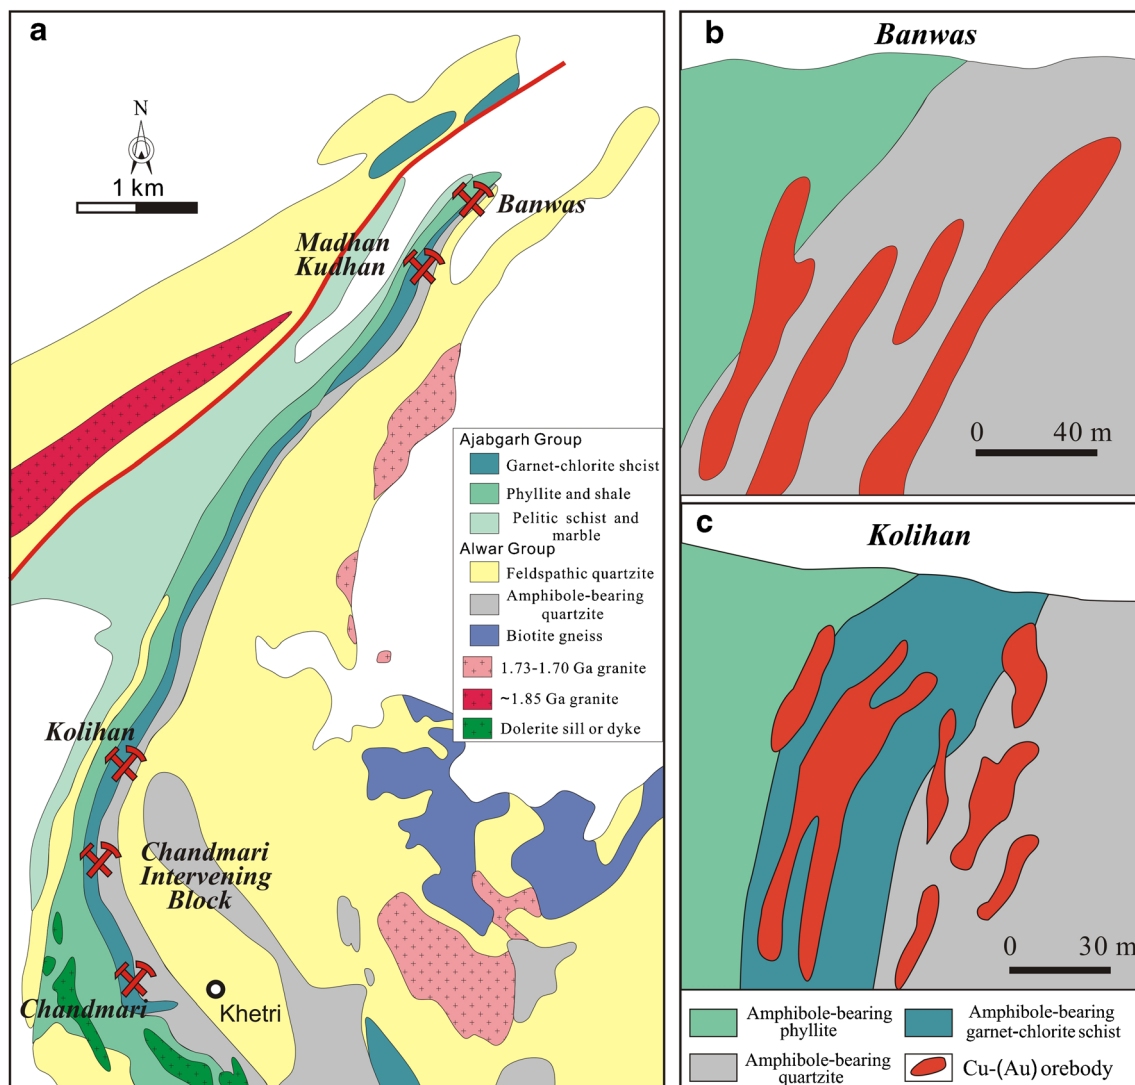 a
N
1 km
Banwas
Madhan
Kudhan
Ajabgarh Group
Garnet-chlorite shcist
Phyllite and shale
Pelitic schist and
marble
Alwar Group
Feldspathic quartzite
Amphibole-bearing
quartzite
Biotite gneiss
1.73-1.70 Ga granite
~1.85 Ga granite
Dolerite sill or dyke
Kolihan
Chandmari
Intervening
Block
Chandmari
Khetri
b
Banwas
0 40 m
c
Kolihan
0 30 m
Amphibole-bearing
phyllite
Amphibole-bearing
garnet-chlorite schist
Amphibole-bearing
quartzite
Cu-(Au) orebody